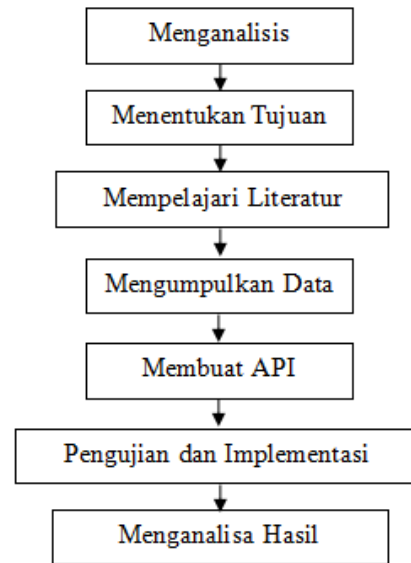 Menganalisis
Menentukan Tujuan
Mempelajari Literatur
Mengumpulkan Data
Membuat API
Pengujian dan Implementasi
Menganalisa Hasil